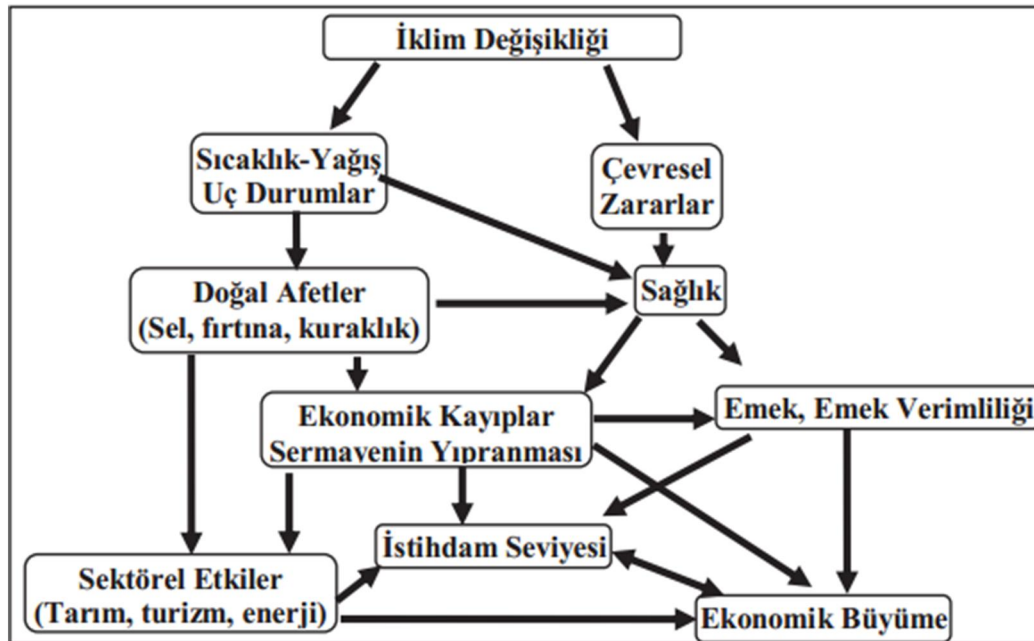 İklim Değişikliği
Sıcaklık-Yağış
Uç Durumlar
Çevresel
Zararlar
Doğal Afetler
(Sel, fırtına, kuraklık)
Sağlık
Ekonomik Kayıplar
Sermayenin Yıpranması
Emek, Emek Verimliliği
İstihdam Seviyesi
Sektörel Etkiler
(Tarım, turizm, enerji)
Ekonomik Büyüme